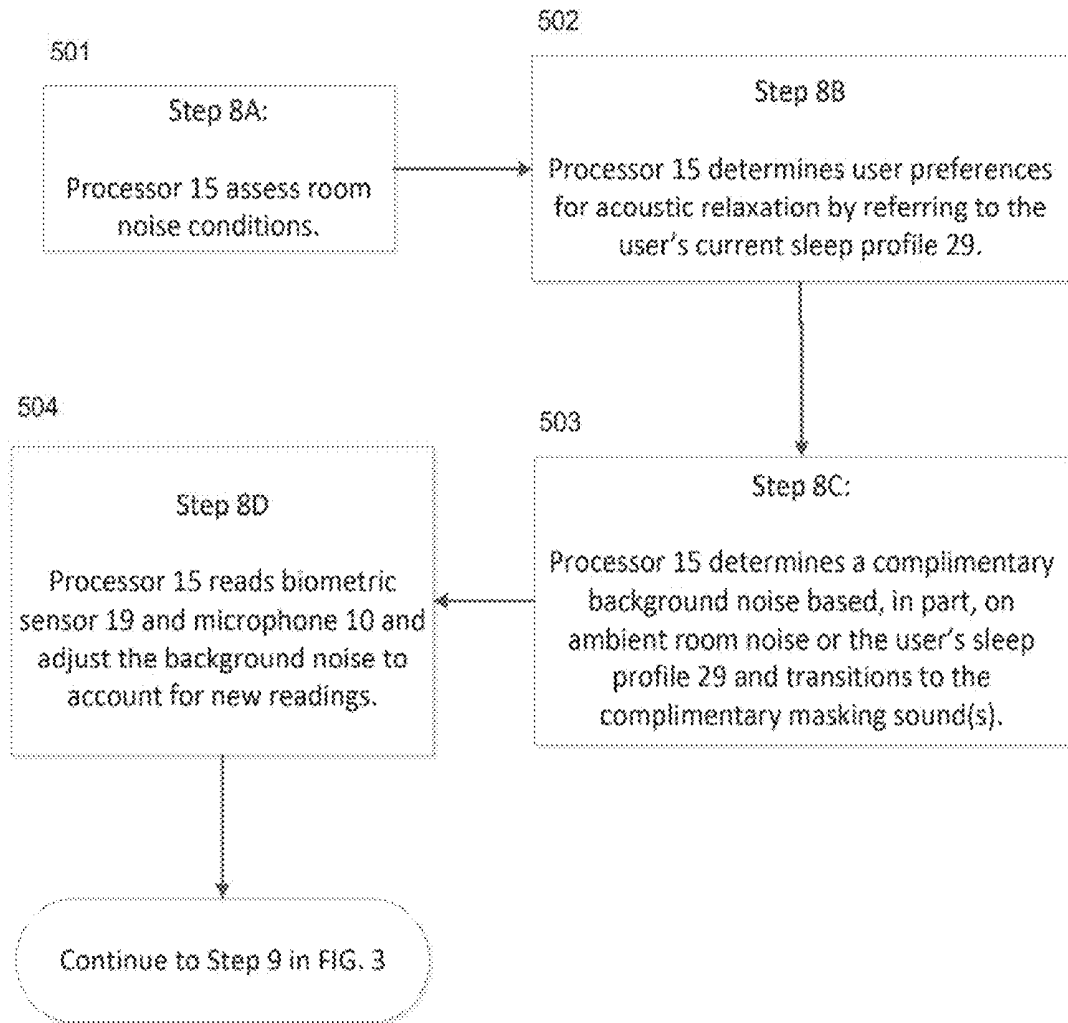 501
Step 8A:
Processor 15 assess room
noise conditions.
502
Step 8B
Processor 15 determines user preferences
for acoustic relaxation by referring to the
user's current sleep profile 29.
503
Step 8C:
Processor 15 determines a complimentary
background noise based, in part, on
ambient room noise or the user's sleep
profile 29 and transitions to the
complimentary masking sound(s).
504
Step 8D
Processor 15 reads biometric
sensor 19 and microphone 10 and
adjust the background noise to
account for new readings.
Continue to Step 9 in FIG. 3